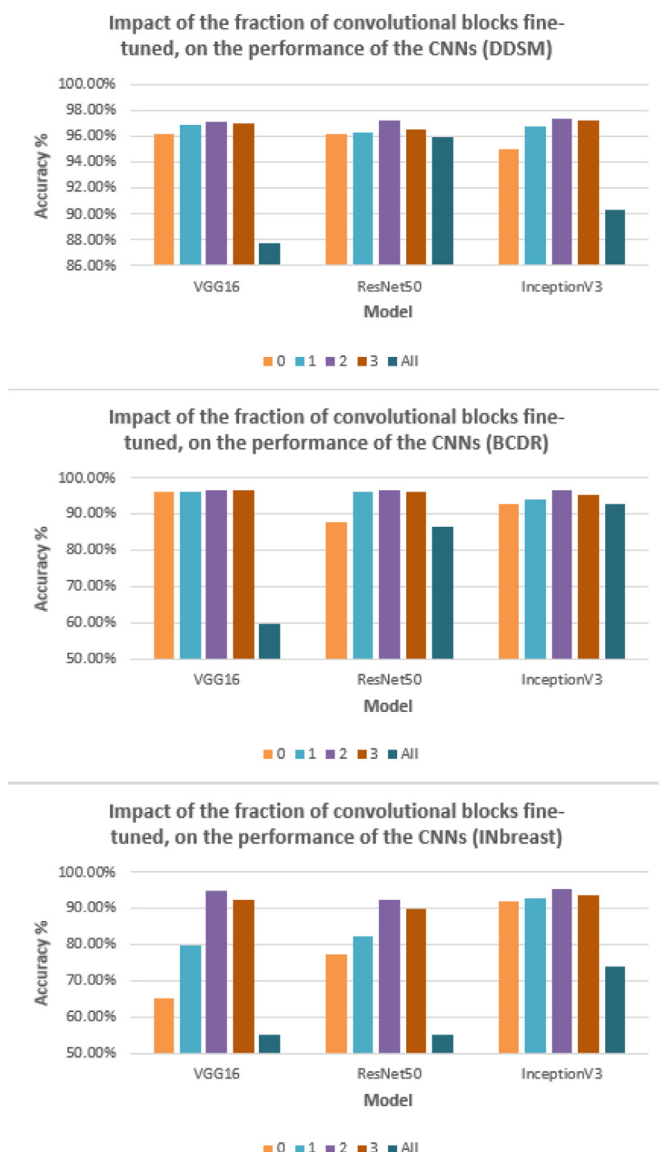 Impact of the fraction of convolutional blocks fine-
tuned, on the performance of the CNNs (DDSM)
100.00%
98.00%
96.00%
94.00%
92.00%
90.00%
88.00%
86.00%
Accuracy %
VGG16 ResNet50 InceptionV3
Model
0 1 2 3 All
Impact of the fraction of convolutional blocks fine-
tuned, on the performance of the CNNs (BCDR)
100.00%
90.00%
80.00%
70.00%
60.00%
50.00%
Accuracy %
VGG16 ResNet50 InceptionV3
Model
0 1 2 3 All
Impact of the fraction of convolutional blocks fine-
tuned, on the performance of the CNNs (INbreast)
100.00%
90.00%
80.00%
70.00%
60.00%
50.00%
Accuracy %
VGG16 ResNet50 InceptionV3
Model
0 1 2 3 All